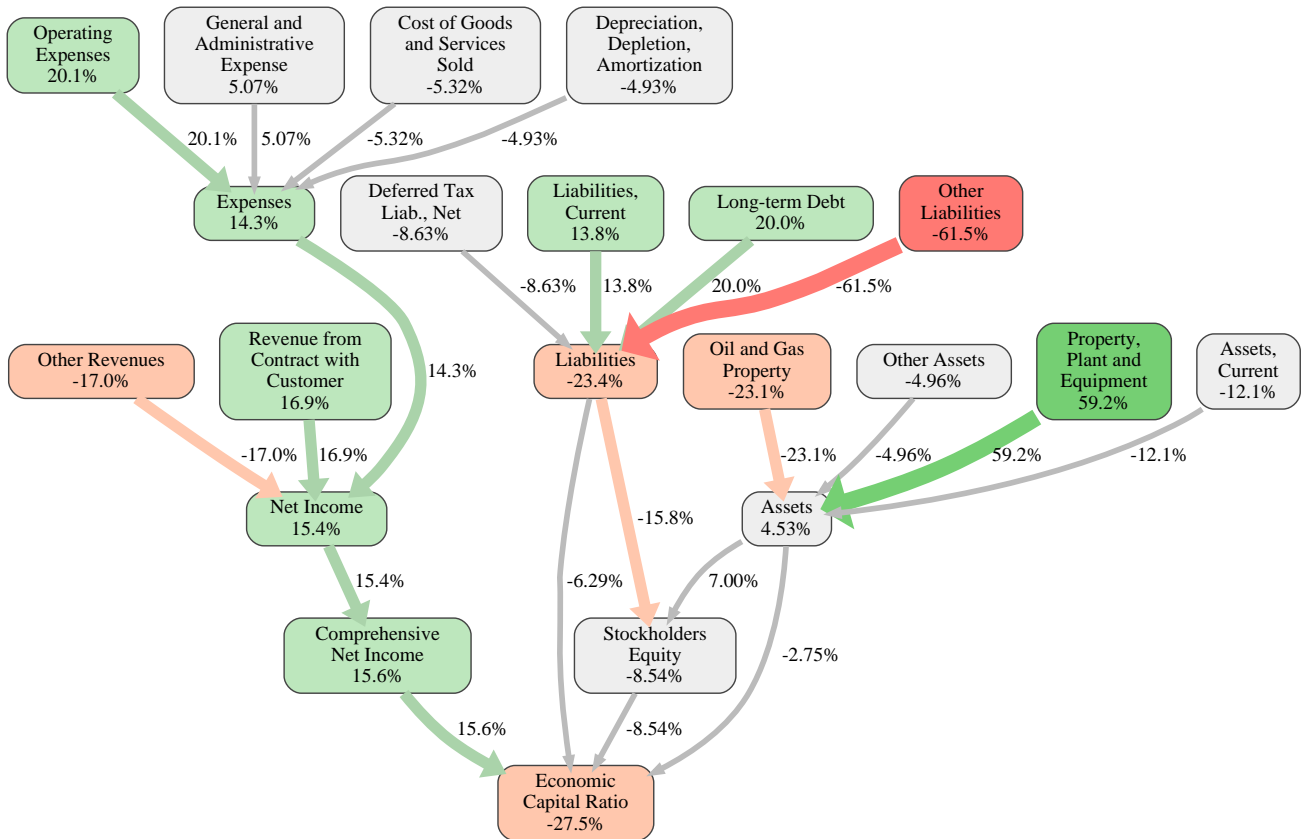 Operating
Expenses
20.1%
General and
Administrative
Expense
5.07%
Cost of Goods
and Services
Sold
-5.32%
Depreciation,
Depletion,
Amortization
-4.93%
20.1%
5.07%
-5.32%
-4.93%
Expenses
14.3%
Deferred Tax
Liab., Net
-8.63%
Liabilities,
Current
13.8%
Long-term Debt
20.0%
Other
Liabilities
-61.5%
-8.63%
13.8%
20.0%
-61.5%
Other Revenues
-17.0%
Revenue from
Contract with
Customer
16.9%
14.3%
Liabilities
-23.4%
Oil and Gas
Property
-23.1%
Other Assets
-4.96%
Property,
Plant and
Equipment
59.2%
Assets,
Current
-12.1%
-17.0%
16.9%
-23.1%
-4.96%
59.2%
-12.1%
Net Income
15.4%
-15.8%
Assets
4.53%
15.4%
-6.29%
7.00%
Comprehensive
Net Income
15.6%
Stockholders
Equity
-8.54%
-2.75%
15.6%
-8.54%
Economic
Capital Ratio
-27.5%